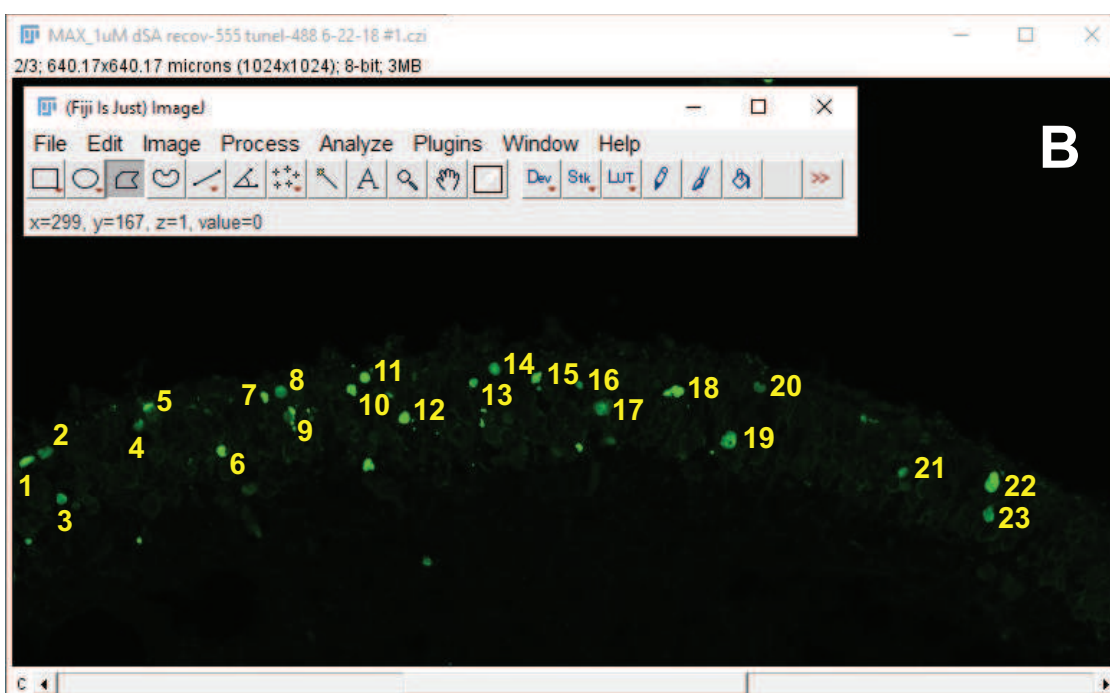 MAX_1uM dSA recov-555 tunel-488 6-22-18 #1.czi
2/3; 640.17x640.17 microns (1024x1024); 8-bit; 3MB
(Fiji Is Just) ImageJ
B
File Edit Image Process Analyze Plugins Window Help
A Dev Stk LUT >>
x=299, y=167, z=1, value=0
1
2
3
4
5
6
7
8
9
10
11
12
13
14
15
16
17
18
19
20
21
22
23
C